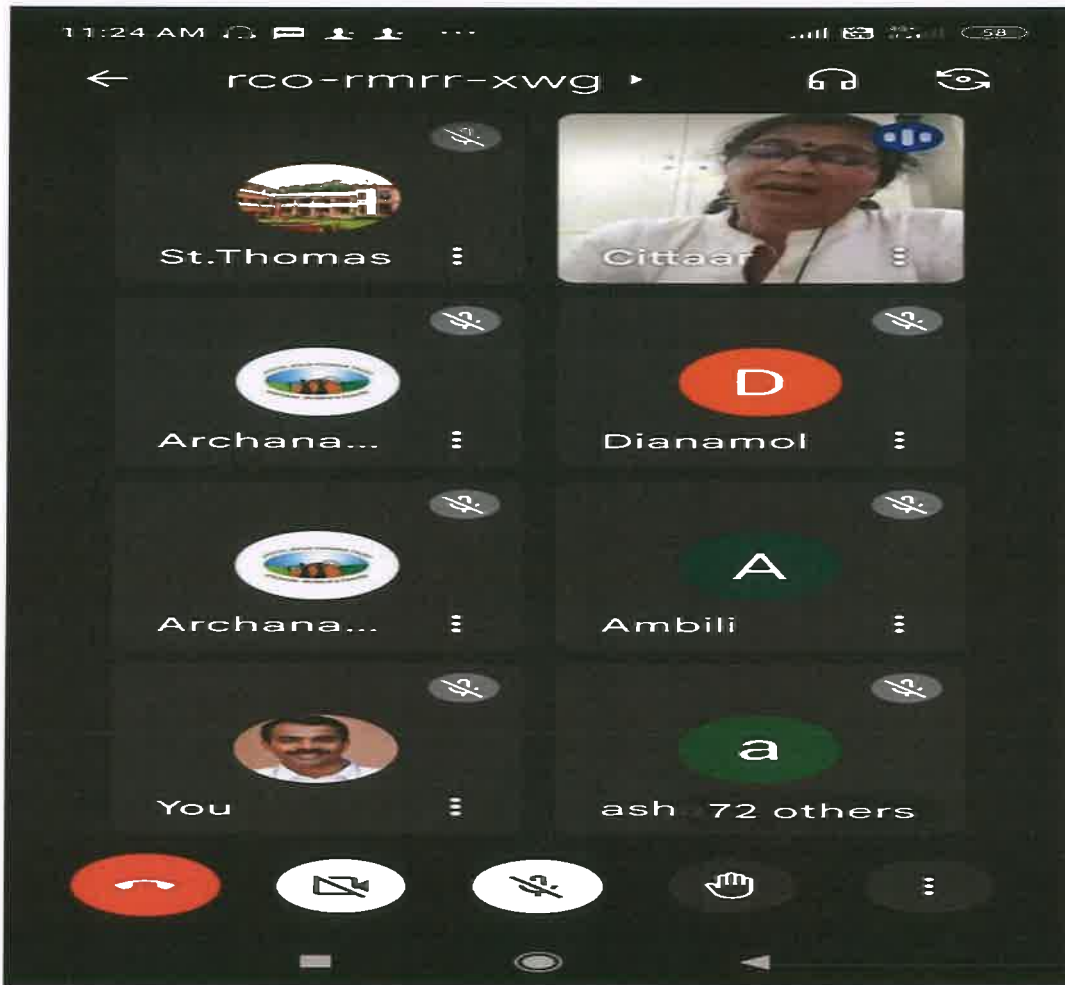 11:24 AM
58
rco-rmrr-xwg
St.Thomas
Cittaar
Archana...
D
Dianamol
Archana...
A
Ambili
You
a
ash 72 others